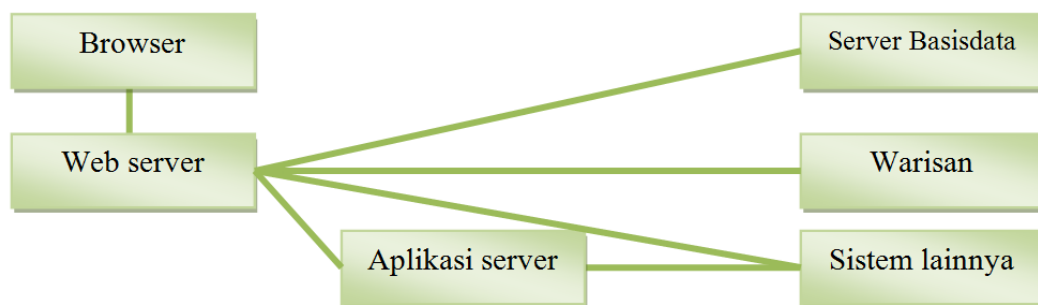 Browser
Server Basisdata
Web server
Warisan
Aplikasi server
Sistem lainnya